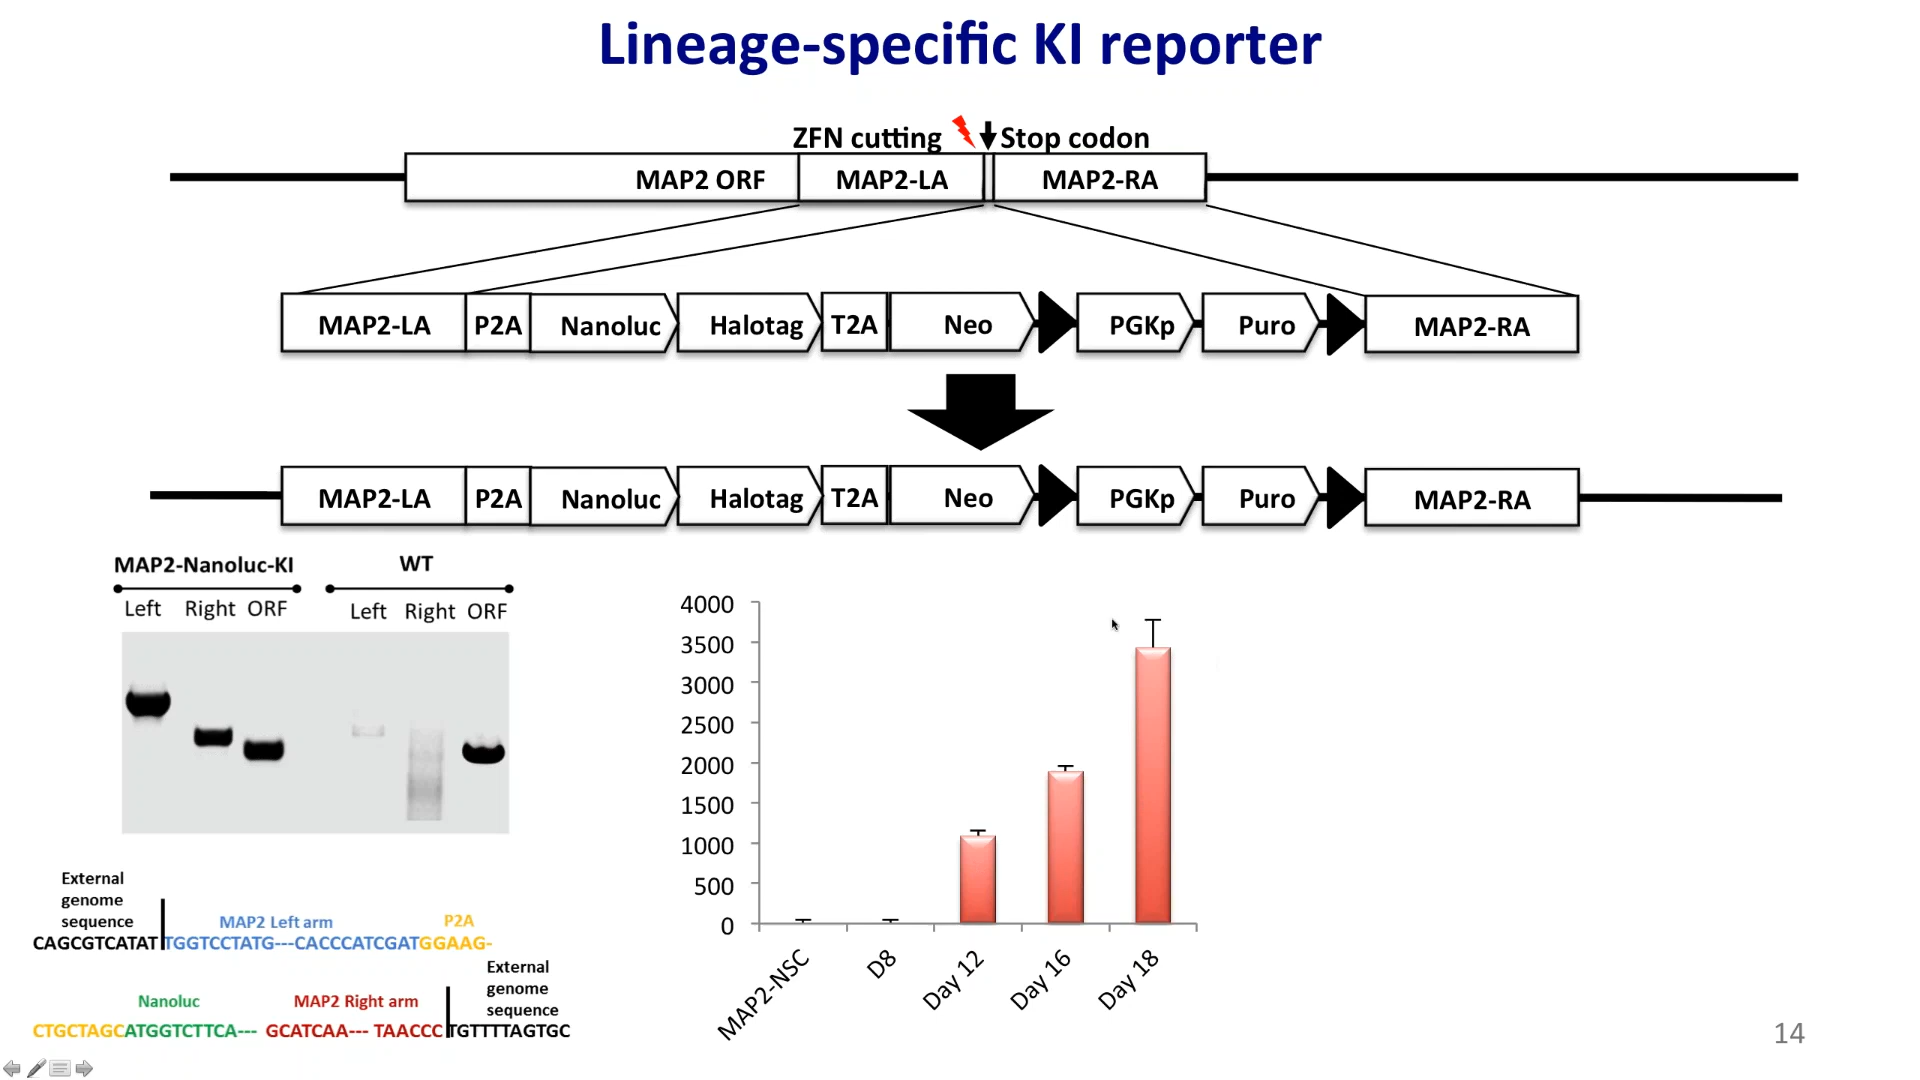 Lineage-specific KI reporter
ZFN cutting Stop codon
MAP2 ORF MAP2-LA MAP2-RA
MAP2-LA P2A Nanoluc Halotag T2A Neo PGKp Puro MAP2-RA
MAP2-LA P2A Nanoluc Halotag T2A Neo PGKp Puro MAP2-RA
MAP2-Nanoluc-KI WT
Left Right ORF Left Right ORF
External
genome
sequence
MAP2 Left arm P2A
CAGCGTCATAT TGGTCCTATG---CACCCATCGATGGAAG-
External
genome
sequence
Nanoluc MAP2 Right arm
CTGCTAGCATGGTCTTCA--- GCATCAA--- TAACCC TGTTTTAGTGC
4000
3500
3000
2500
2000
1500
1000
500
0
MAP2-NSC D8 Day 12 Day 16 Day 18
14